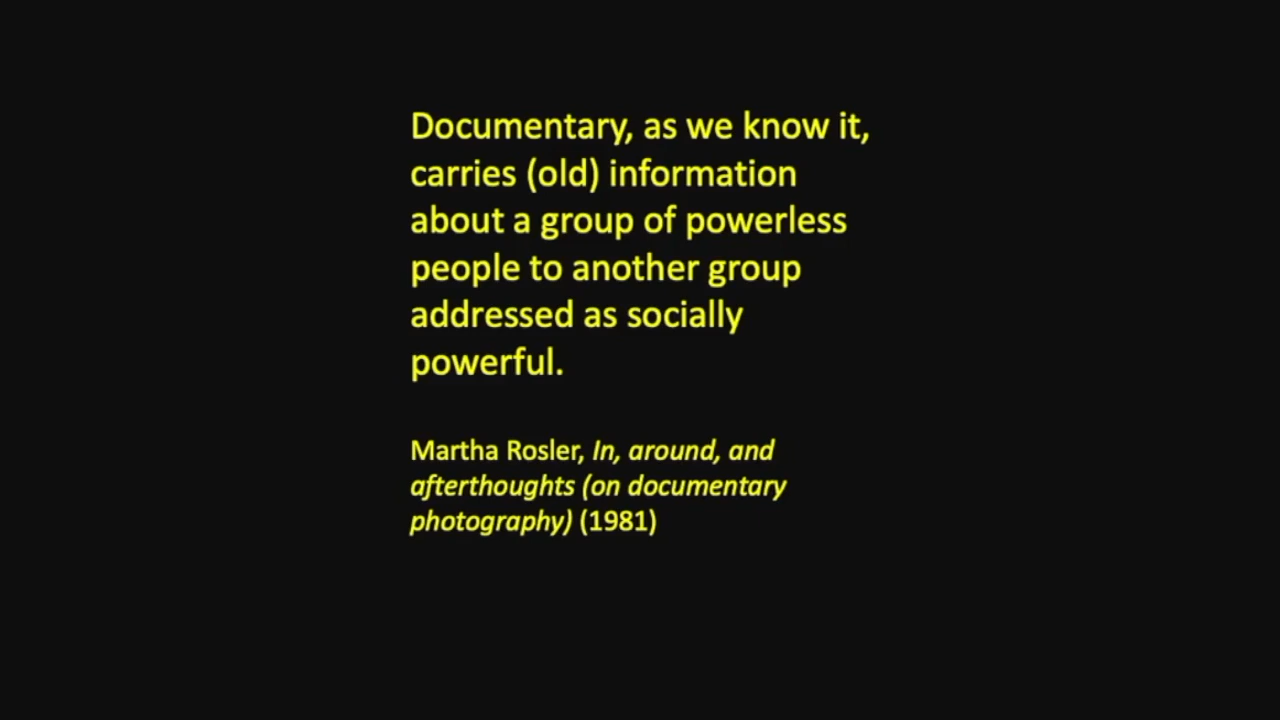 Documentary, as we know it,
carries (old) information
about a group of powerless
people to another group
addressed as socially
powerful.
Martha Rosler, In, around, and
afterthoughts (on documentary
photography) (1981)